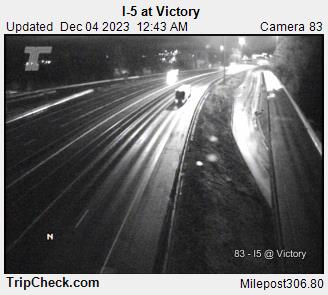 I-5 at Victory
Updated Dec 04 2023 12:43 AM Camera 83
T
N
83 - I5 @ Victory
TripCheck.com Milepost306.80